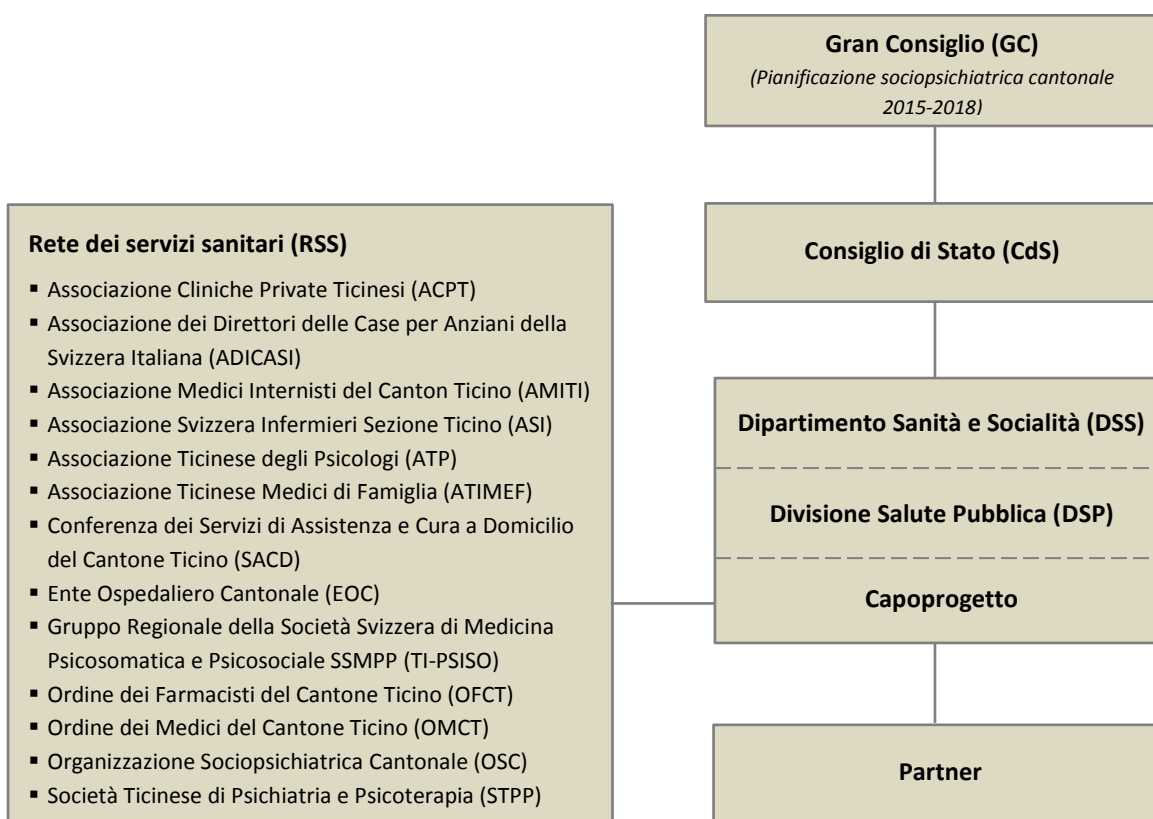 Gran Consiglio (GC)
(Pianificazione sociopsichiatrica cantonale
2015-2018)
Consiglio di Stato (CdS)
Rete dei servizi sanitari (RSS)
▪ Associazione Cliniche Private Ticinesi (ACPT)
▪ Associazione dei Direttori delle Case per Anziani della
Svizzera Italiana (ADICASI)
▪ Associazione Medici Internisti del Canton Ticino (AMITI)
▪ Associazione Svizzera Infermieri Sezione Ticino (ASI)
▪ Associazione Ticinese degli Psicologi (ATP)
▪ Associazione Ticinese Medici di Famiglia (ATIMEF)
▪ Conferenza dei Servizi di Assistenza e Cura a Domicilio
del Cantone Ticino (SACD)
▪ Ente Ospedaliero Cantonale (EOC)
▪ Gruppo Regionale della Società Svizzera di Medicina
Psicosomatica e Psicosociale SSMPP (TI-PSISO)
▪ Ordine dei Farmacisti del Cantone Ticino (OFCT)
▪ Ordine dei Medici del Cantone Ticino (OMCT)
▪ Organizzazione Sociopsichiatrica Cantonale (OSC)
▪ Società Ticinese di Psichiatria e Psicoterapia (STPP)
Dipartimento Sanità e Socialità (DSS)
Divisione Salute Pubblica (DSP)
Capoprogetto
Partner